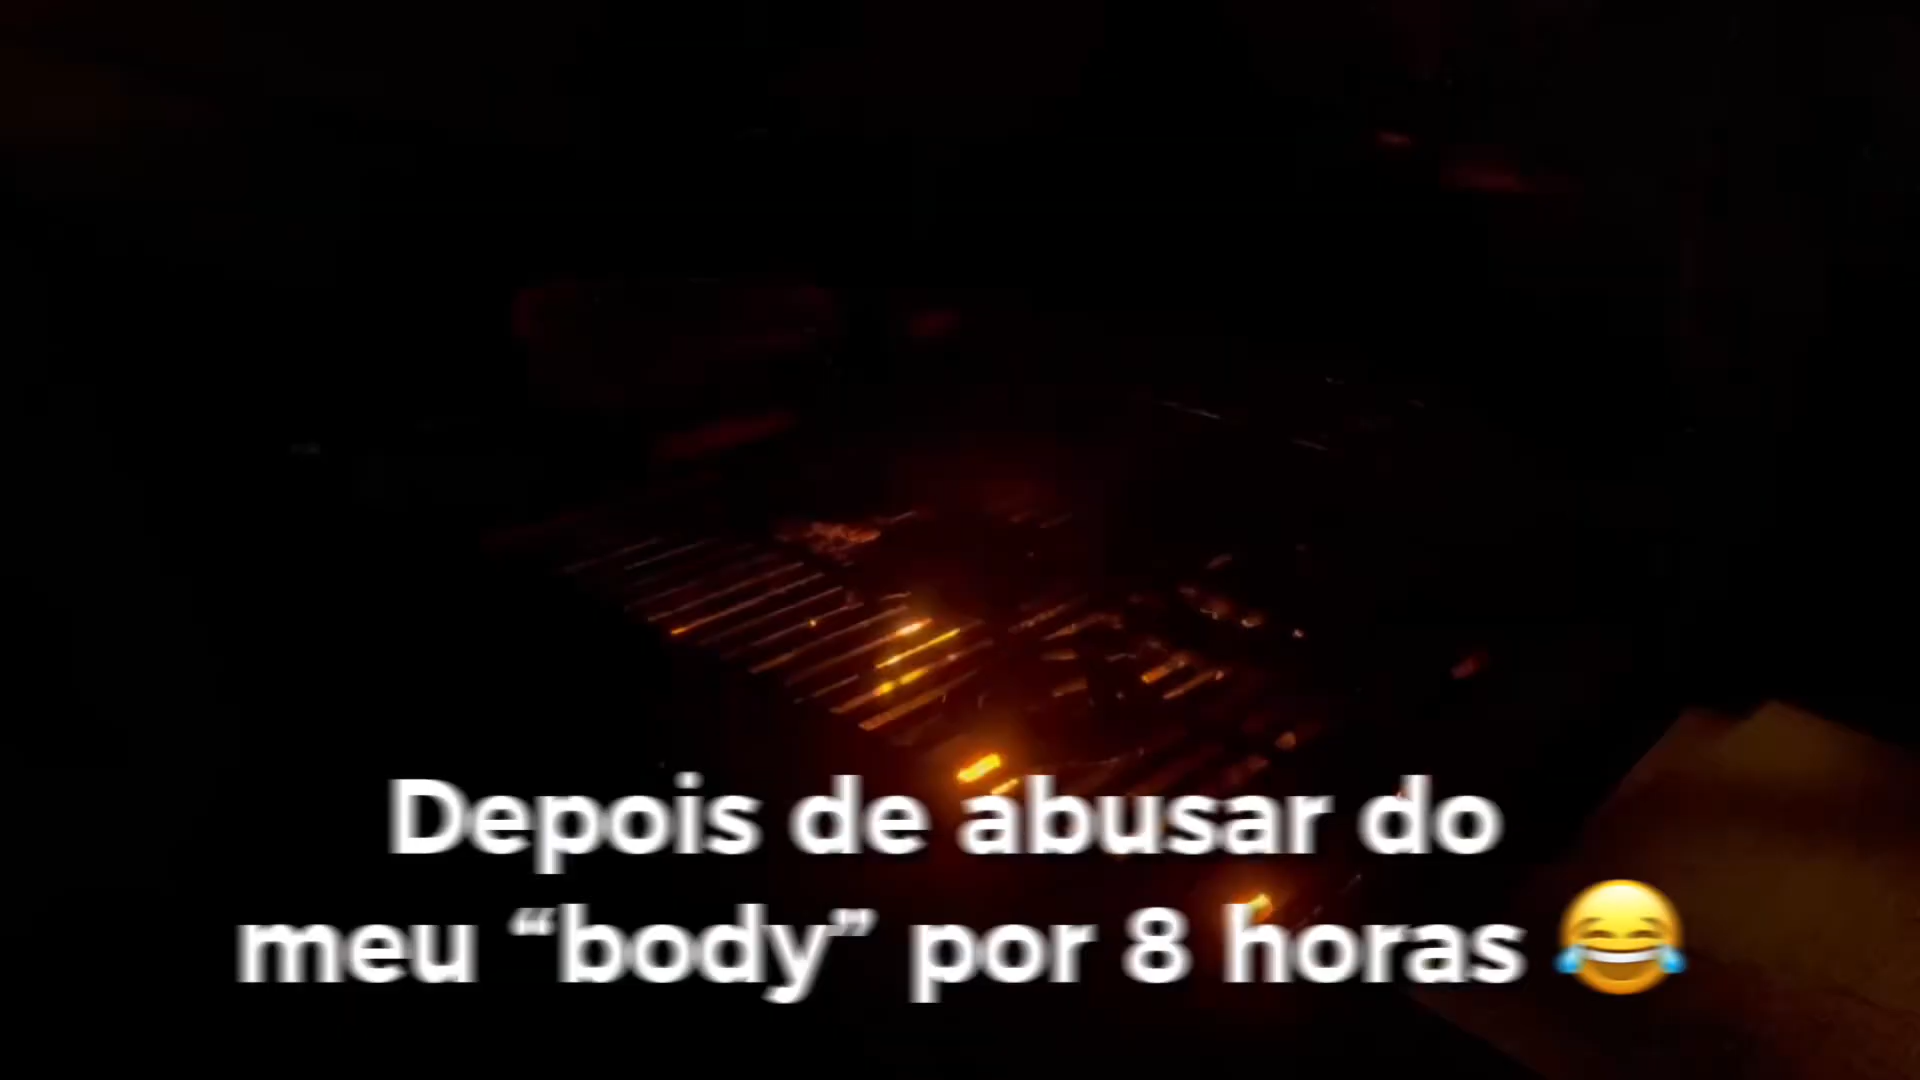 Depois de abusar do
meu “body” por 8 horas 😂